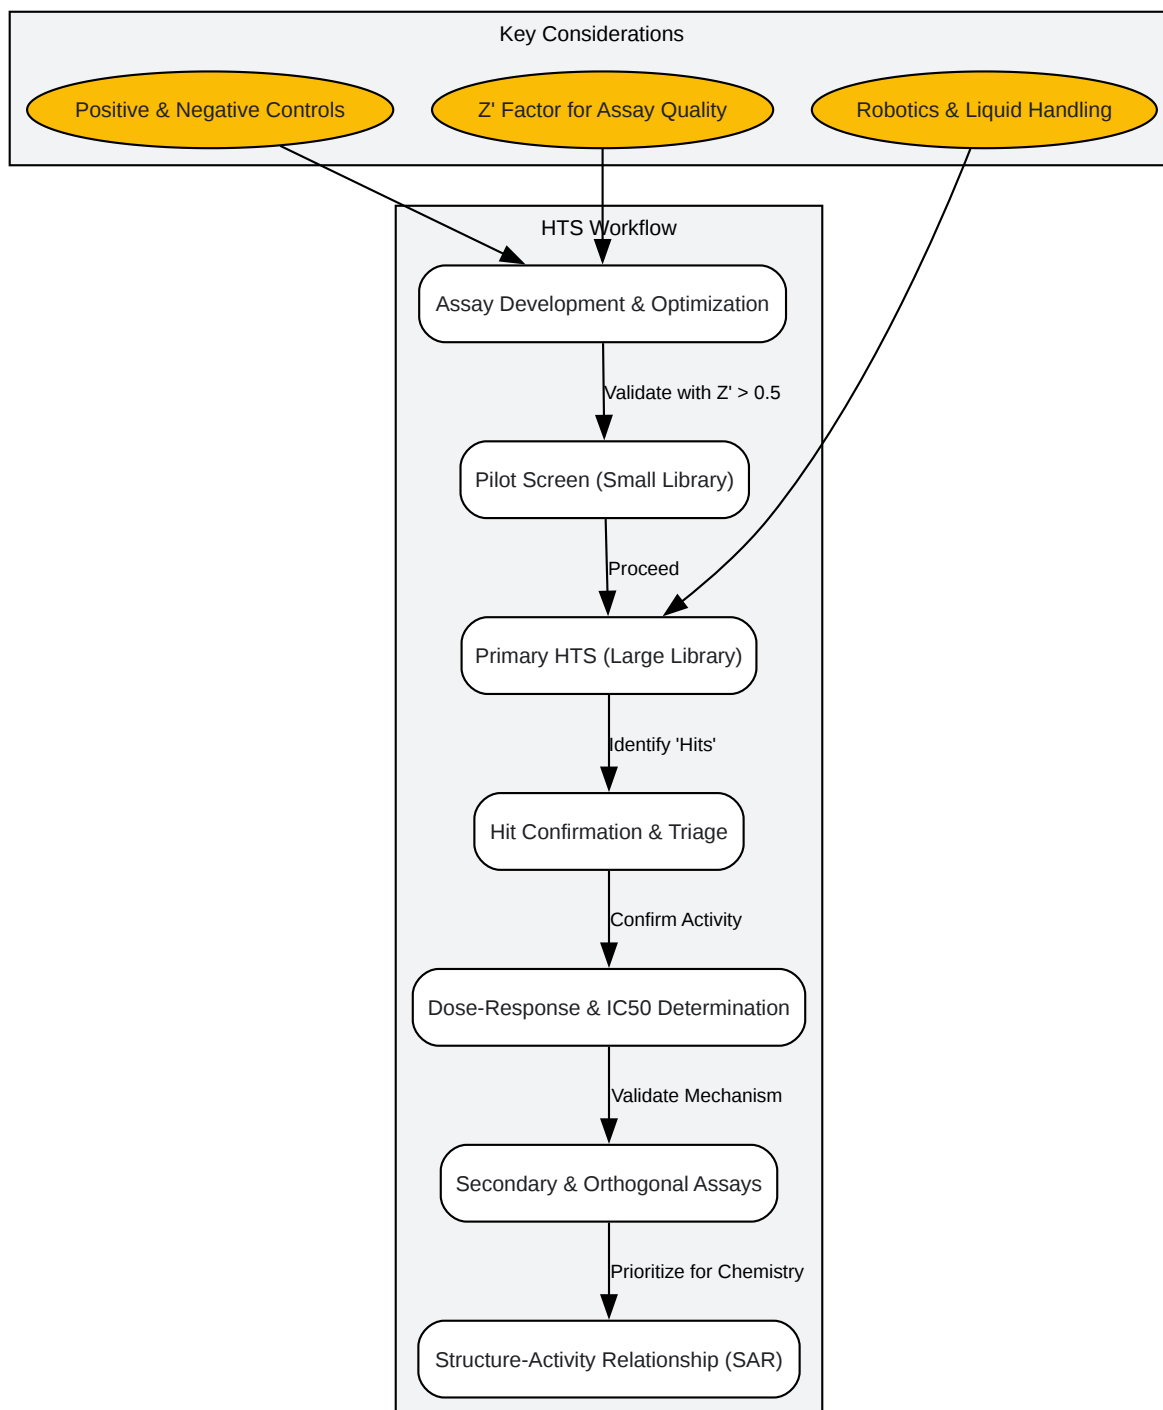 Key Considerations
Positive & Negative Controls
Z' Factor for Assay Quality
Robotics & Liquid Handling
HTS Workflow
Assay Development & Optimization
Validate with Z' > 0.5
Pilot Screen (Small Library)
Proceed
Primary HTS (Large Library)
Identify 'Hits'
Hit Confirmation & Triage
Confirm Activity
Dose-Response & IC50 Determination
Validate Mechanism
Secondary & Orthogonal Assays
Prioritize for Chemistry
Structure-Activity Relationship (SAR)